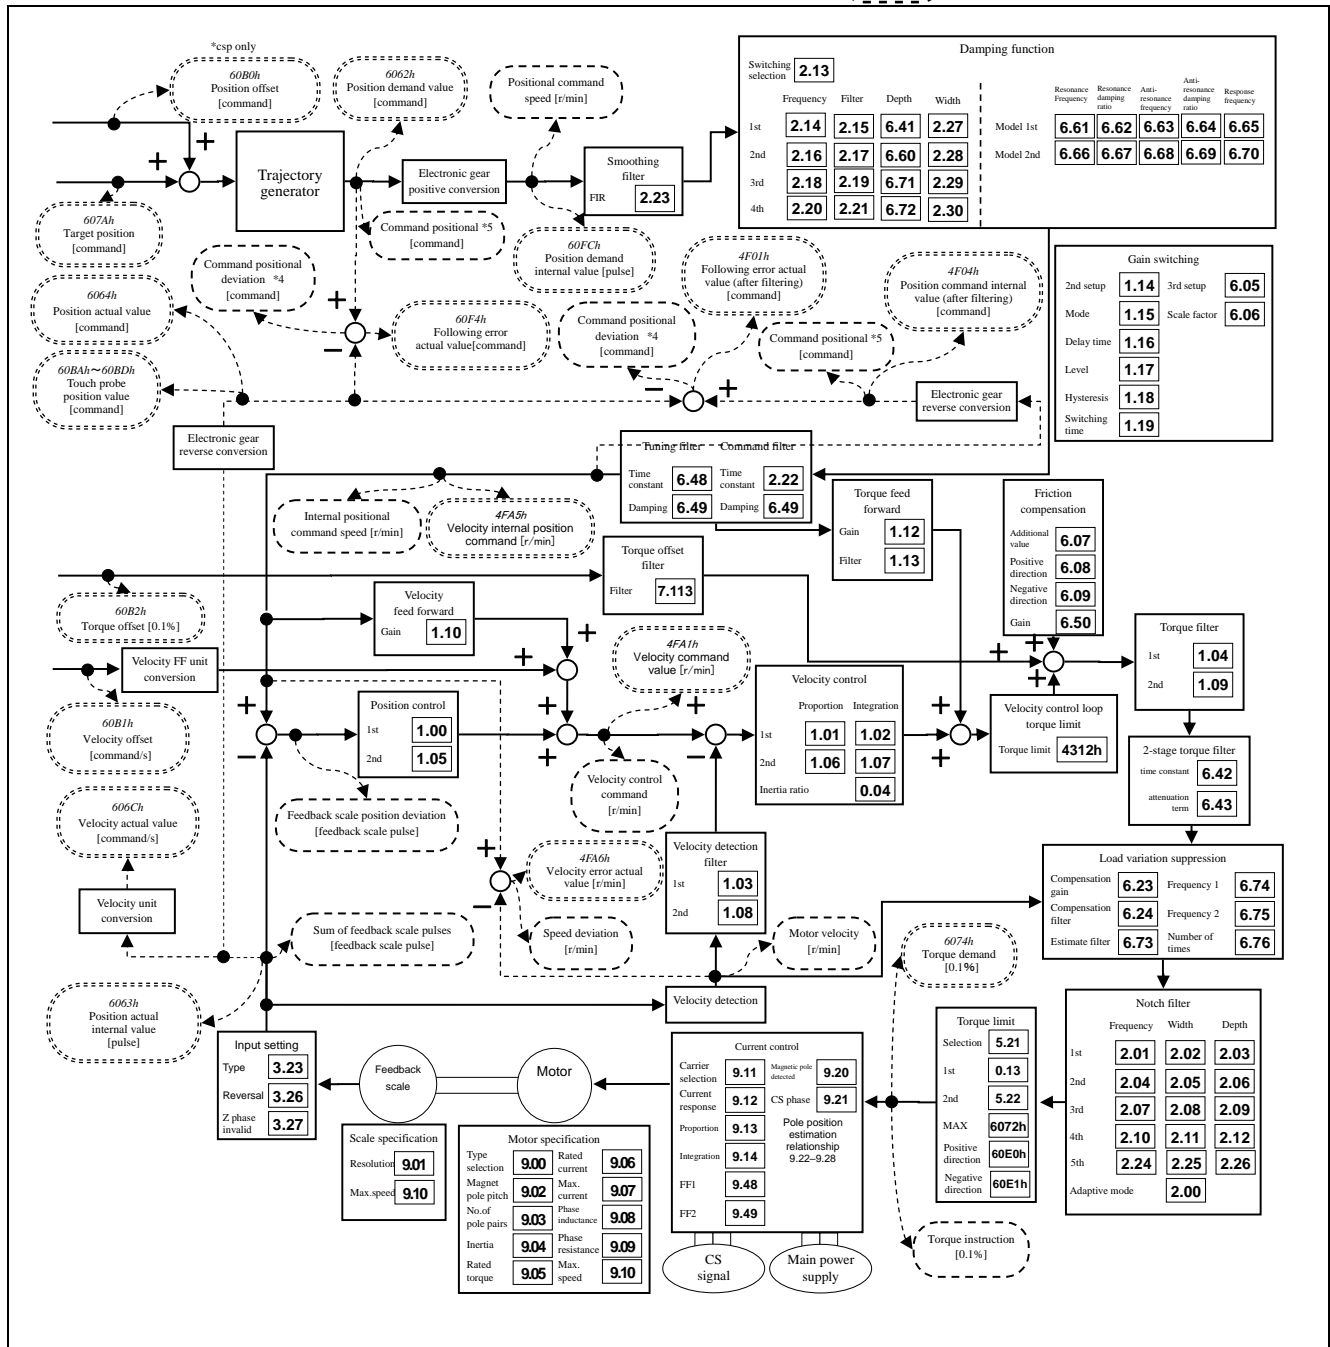 *csp only
60B0h
Position offset
[command]
6062h
Position demand value
[command]
Positional command
speed [r/min]
Damping function
Switching
selection
2.13
Frequency Filter Depth Width
1st 2.14 2.15 6.41 2.27
2nd 2.16 2.17 6.60 2.28
3rd 2.18 2.19 6.71 2.29
4th 2.20 2.21 6.72 2.30
Resonance
Frequency
Resonance
damping
ratio
Anti-
resonance
frequency
Anti-
resonance
damping
ratio
Response
frequency
Model 1st 6.61 6.62 6.63 6.64 6.65
Model 2nd 6.66 6.67 6.68 6.69 6.70
+
+
Trajectory
generator
Electronic gear
positive conversion
Smoothing
filter
FIR 2.23
607Ah
Target position
[command]
Command positional *5
[command]
60FCh
Position demand
internal value [pulse]
Command positional
deviation *4
[command]
4F01h
Following error actual
value (after filtering)
[command]
4F04h
Position command internal
value (after filtering)
[command]
Gain switching
2nd setup 1.14 3rd setup 6.05
Mode 1.15 Scale factor 6.06
Delay time 1.16
Level 1.17
Hysteresis 1.18
Switching
time
1.19
6064h
Position actual value
[command]
+
−
60F4h
Following error
actual value[command]
Command positional
deviation *4
[command]
Command positional *5
[command]
60BAh〜60BDh
Touch probe
position value
[command]
− +
Electronic gear
reverse conversion
Electronic gear
reverse conversion
Tuning filter Command filter
Time
constant
6.48
Time
constant
2.22
Damping 6.49 Damping 6.49
Internal positional
command speed [r/min]
4FA5h
Velocity internal position
command [r/min]
Torque feed
forward
Gain 1.12
Filter 1.13
Friction
compensation
Additional
value
6.07
Positive
direction
6.08
Negative
direction
6.09
Gain 6.50
Torque offset
filter
Filter 7.113
60B2h
Torque offset [0.1%]
Velocity
feed forward
Gain 1.10
Velocity FF unit
conversion
+
+
4FA1h
Velocity command
value [r/min]
+
+
+
Torque filter
1st 1.04
2nd 1.09
60B1h
Velocity offset
[command/s]
+
−
Position control
1st 1.00
2nd 1.05
+
+
+
−
Velocity control
Proportion Integration
1st 1.01 1.02
2nd 1.06 1.07
Inertia ratio 0.04
+
+
Velocity control loop
torque limit
Torque limit 4312h
2-stage torque filter
time constant 6.42
attenuation
term
6.43
Velocity control
command
[r/min]
606Ch
Velocity actual value
[command/s]
Feedback scale position deviation
[feedback scale pulse]
+
−
4FA6h
Velocity error actual
value [r/min]
Velocity detection
filter
1st 1.03
2nd 1.08
Load variation suppression
Compensation
gain
6.23 Frequency 1 6.74
Compensation
filter
6.24 Frequency 2 6.75
Estimate filter 6.73
Number of
times
6.76
Velocity unit
conversion
Sum of feedback scale pulses
[feedback scale pulse]
Speed deviation
[r/min]
Motor velocity
[r/min]
6074h
Torque demand
[0.1%]
6063h
Position actual
internal value
[pulse]
Velocity detection
Input setting
Type 3.23
Reversal 3.26
Z phase
invalid
3.27
Feedback
scale
Motor
Current control
Carrier
selection
9.11
Magnetic pole
detected
9.20
Current
response
9.12
CS phase 9.21
Proportion 9.13
Integration 9.14
FF1 9.48
FF2 9.49
Pole position
estimation
relationship
9.22–9.28
Torque limit
Selection 5.21
1st 0.13
2nd 5.22
MAX 6072h
Positive
direction
60E0h
Negative
direction
60E1h
Notch filter
Frequency Width Depth
1st 2.01 2.02 2.03
2nd 2.04 2.05 2.06
3rd 2.07 2.08 2.09
4th 2.10 2.11 2.12
5th 2.24 2.25 2.26
Adaptive mode 2.00
Scale specification
Resolution 9.01
Max.speed 9.10
Motor specification
Type
selection
9.00
Rated
current
9.06
Magnet
pole pitch
9.02
Max.
current
9.07
No.of
pole pairs
9.03
Phase
inductance
9.08
Inertia 9.04
Phase
resistance
9.09
Rated
torque
9.05
Max.
speed
9.10
CS
signal
Main power
supply
Torque instruction
[0.1%]